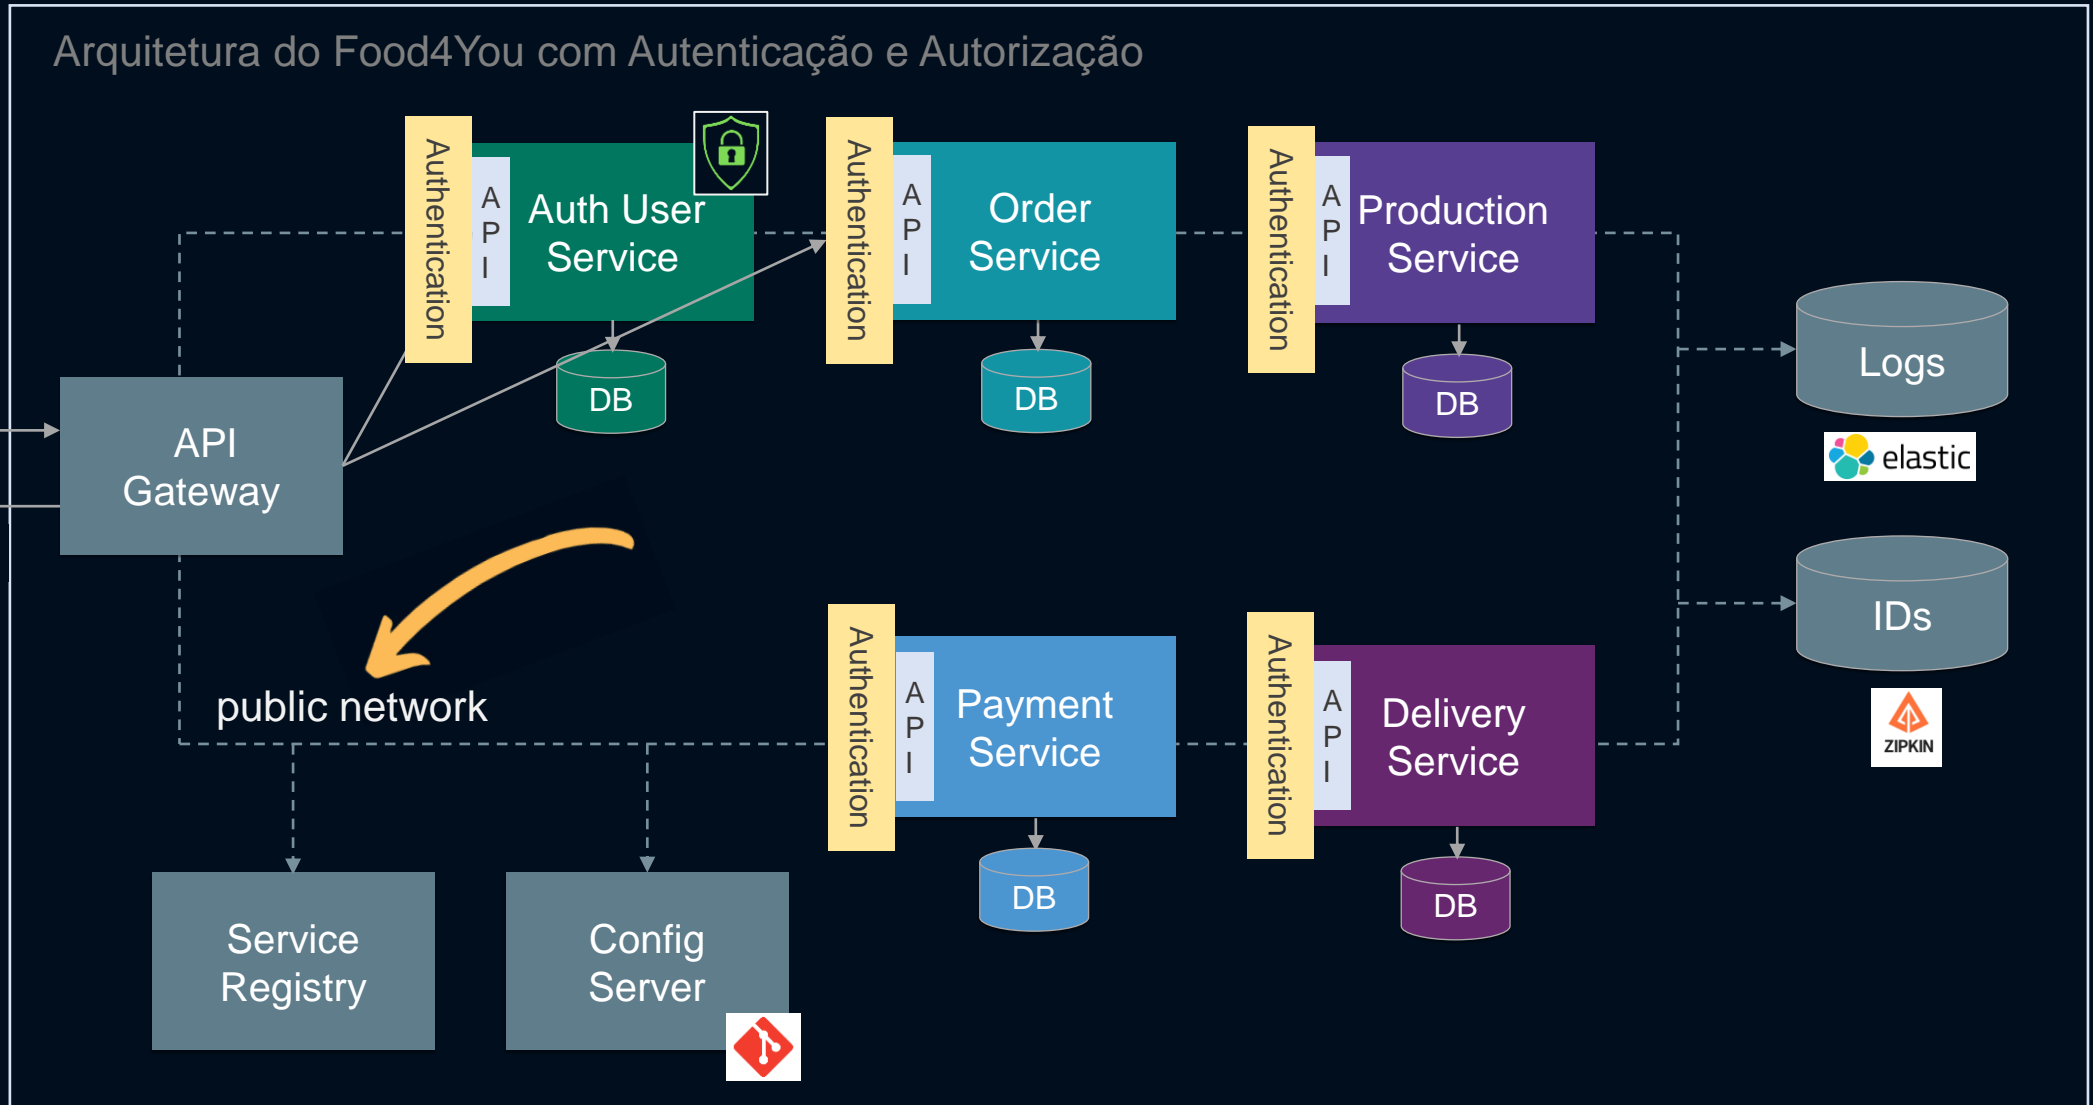 Arquitetura do Food4You com Autenticação e Autorização
Authentication
A
P
I
Auth User
Service
DB
Authentication
A
P
I
Order
Service
DB
Authentication
A
P
I
Production
Service
DB
Logs
elastic
API
Gateway
IDs
ZIPKIN
public network
Authentication
A
P
I
Payment
Service
DB
Authentication
A
P
I
Delivery
Service
DB
Service
Registry
Config
Server